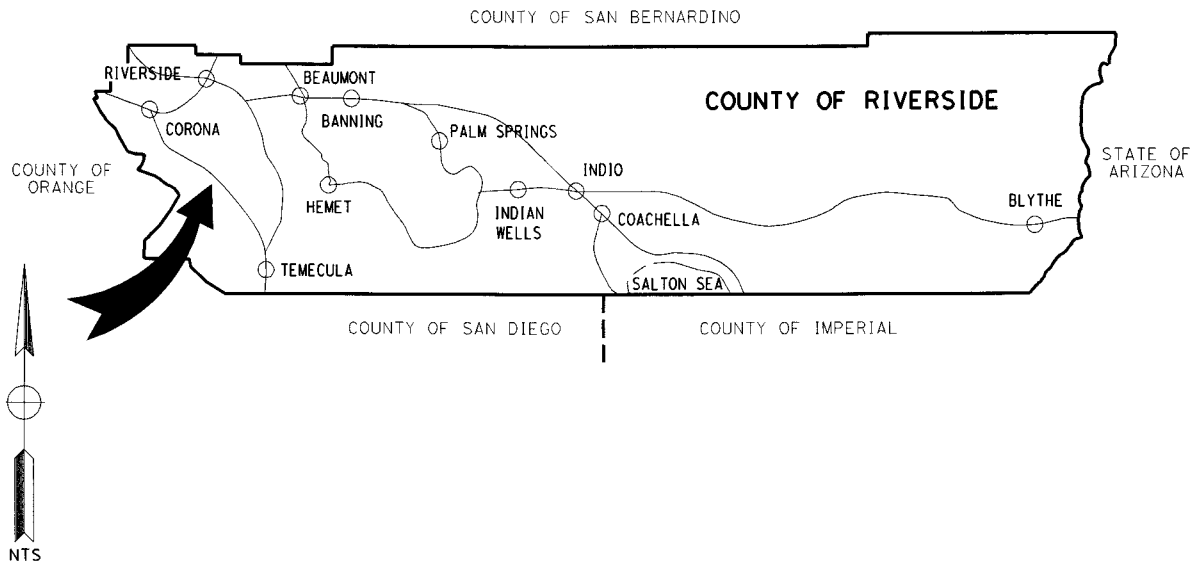 COUNTY OF SAN BERNARDINO
RIVERSIDE
BEAUMONT
COUNTY OF RIVERSIDE
CORONA
BANNING
PALM SPRINGS
STATE OF
ARIZONA
COUNTY OF
ORANGE
INDIO
HEMET
INDIAN
WELLS
COACHELLA
BLYTHE
TEMECULA
SALTON SEA
COUNTY OF SAN DIEGO
COUNTY OF IMPERIAL
NTS